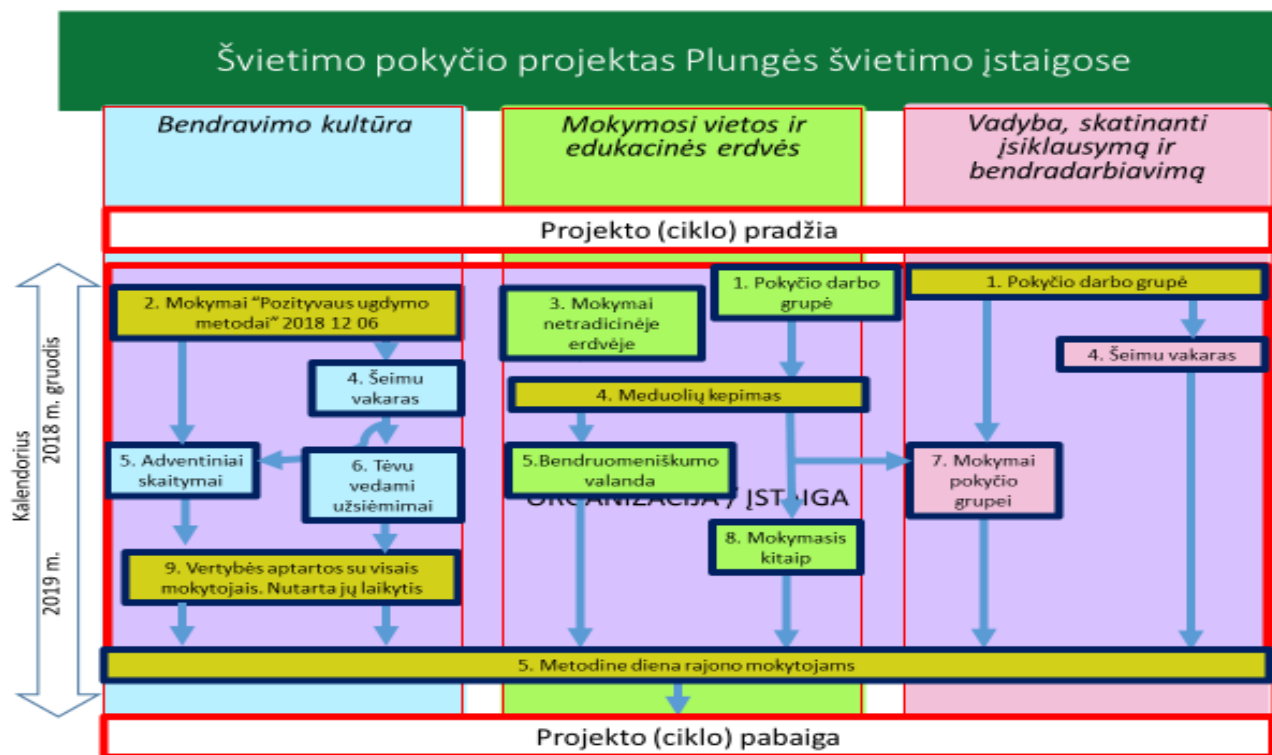 Švietimo pokyčio projektas Plungės švietimo įstaigose
Bendravimo kultūra
Mokymosi vietos ir
edukacinės erdvės
Vadyba, skatinanti
įsiklausymą ir
bendradarbiavimą
Projekto (ciklo) pradžia
Kalendorius
2018 m. gruodis
2019 m.
2. Mokymai “Pozityvaus ugdymo
metodai“ 2018 12 06
4. Šeimu
vakaras
5. Adventiniai
skaitymai
6. Tėvu
vedami
užsiėmimai
9. Vertybės aptartos su visais
mokytojais. Nutarta jų laikytis
3. Mokymai
netradicinėje
erdvėje
1. Pokyčio darbo
grupė
4. Meduolių kepimas
5.Bendruomeniškumo
valanda
ORGANIZACIJA / ĮSTAIGA
8. Mokymasis
kitaip
1. Pokyčio darbo grupė
4. Šeimu vakaras
7. Mokymai
pokyčio
grupei
5. Metodine diena rajono mokytojams
Projekto (ciklo) pabaiga